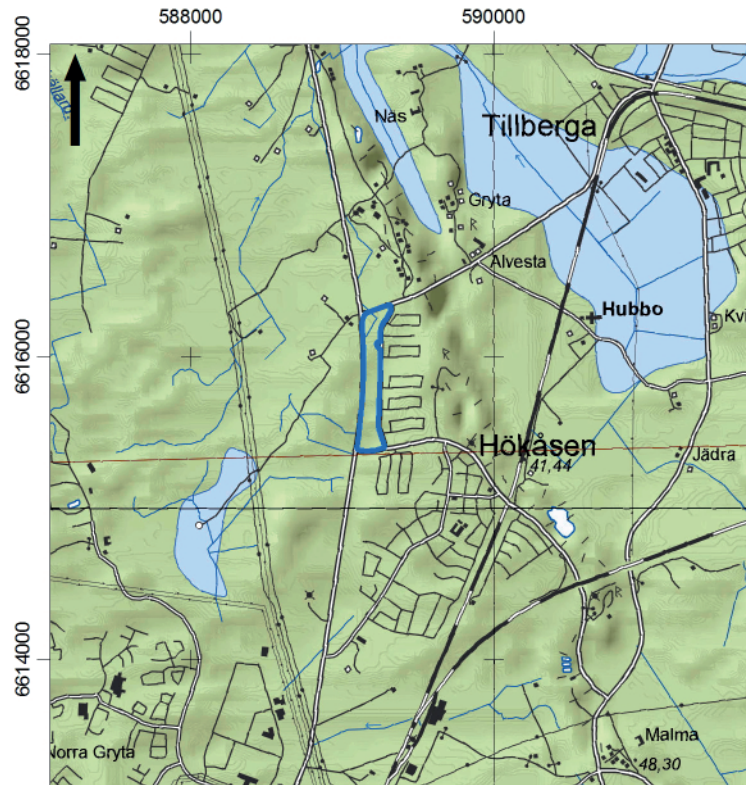 588000
590000
6618000
Näs
Tillberga
Gryta
R
Alvesta
Hubbo
Kvi
6616000
R
Hökåsen
41,44
Jädra
R
6614000
Norra Gryta
Malma
48,30